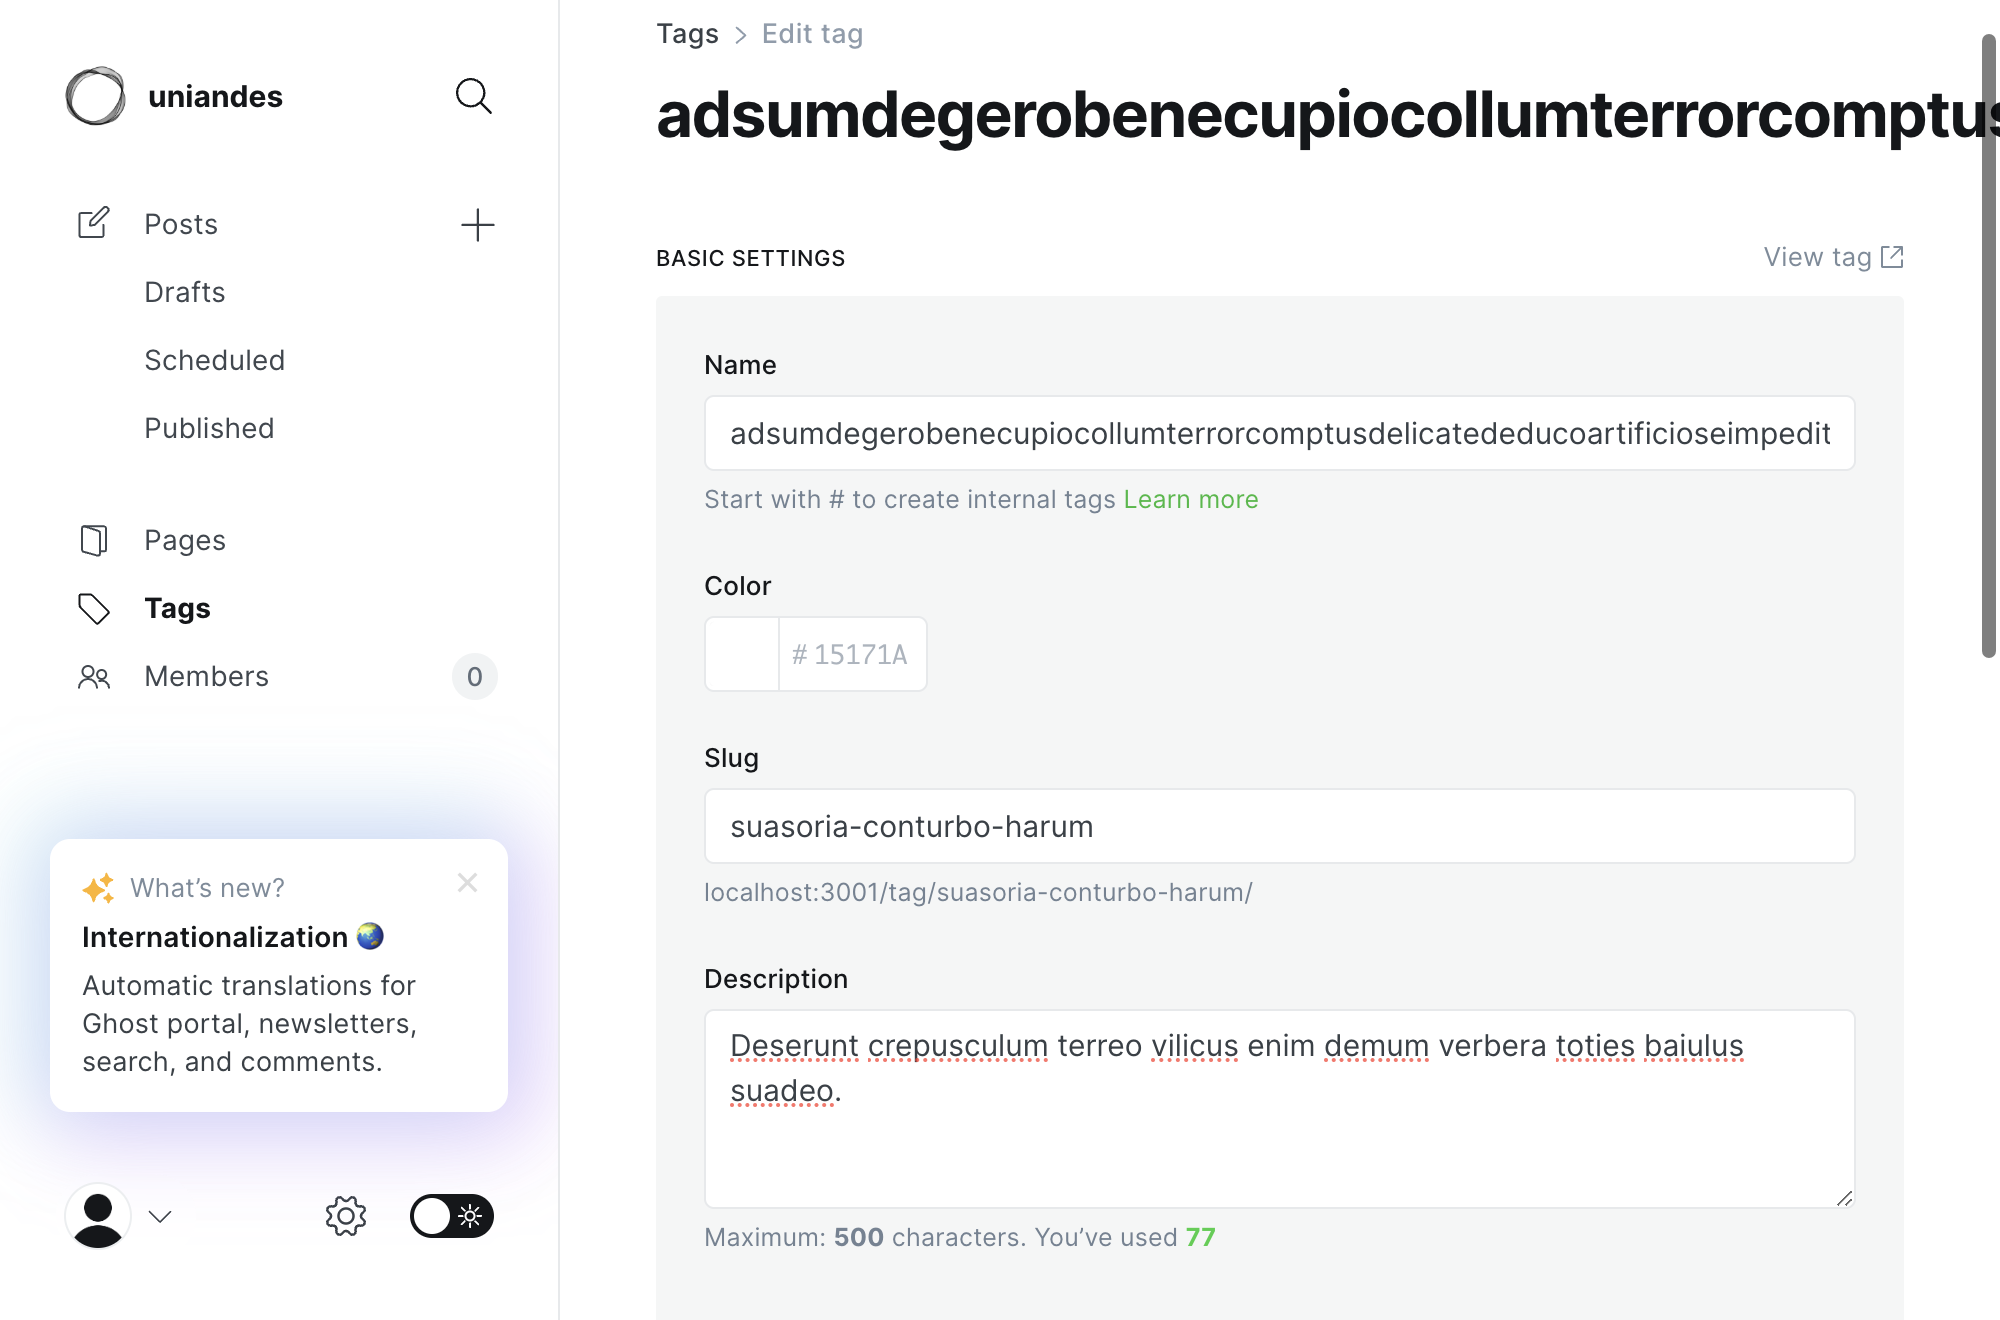 uniandes
Posts
Drafts
Scheduled
Published
Pages
Tags
Members
0
What's new?
Internationalization
Automatic translations for
Ghost portal, newsletters,
search, and comments.
Tags > Edit tag
adsumdegerobenecupiocollumterrorcomptus
BASIC SETTINGS
View tag
Name
adsumdegerobenecupiocollumterrorcomptusdelicatededucoartificioseimpedit
Start with # to create internal tags Learn more
Color
# 15171A
Slug
suasoria-conturbo-harum
localhost:3001/tag/suasoria-conturbo-harum/
Description
Deserunt crepusculum terreo vilicus enim demum verbera toties baiulus
suadeo.
Maximum: 500 characters. You've used 77